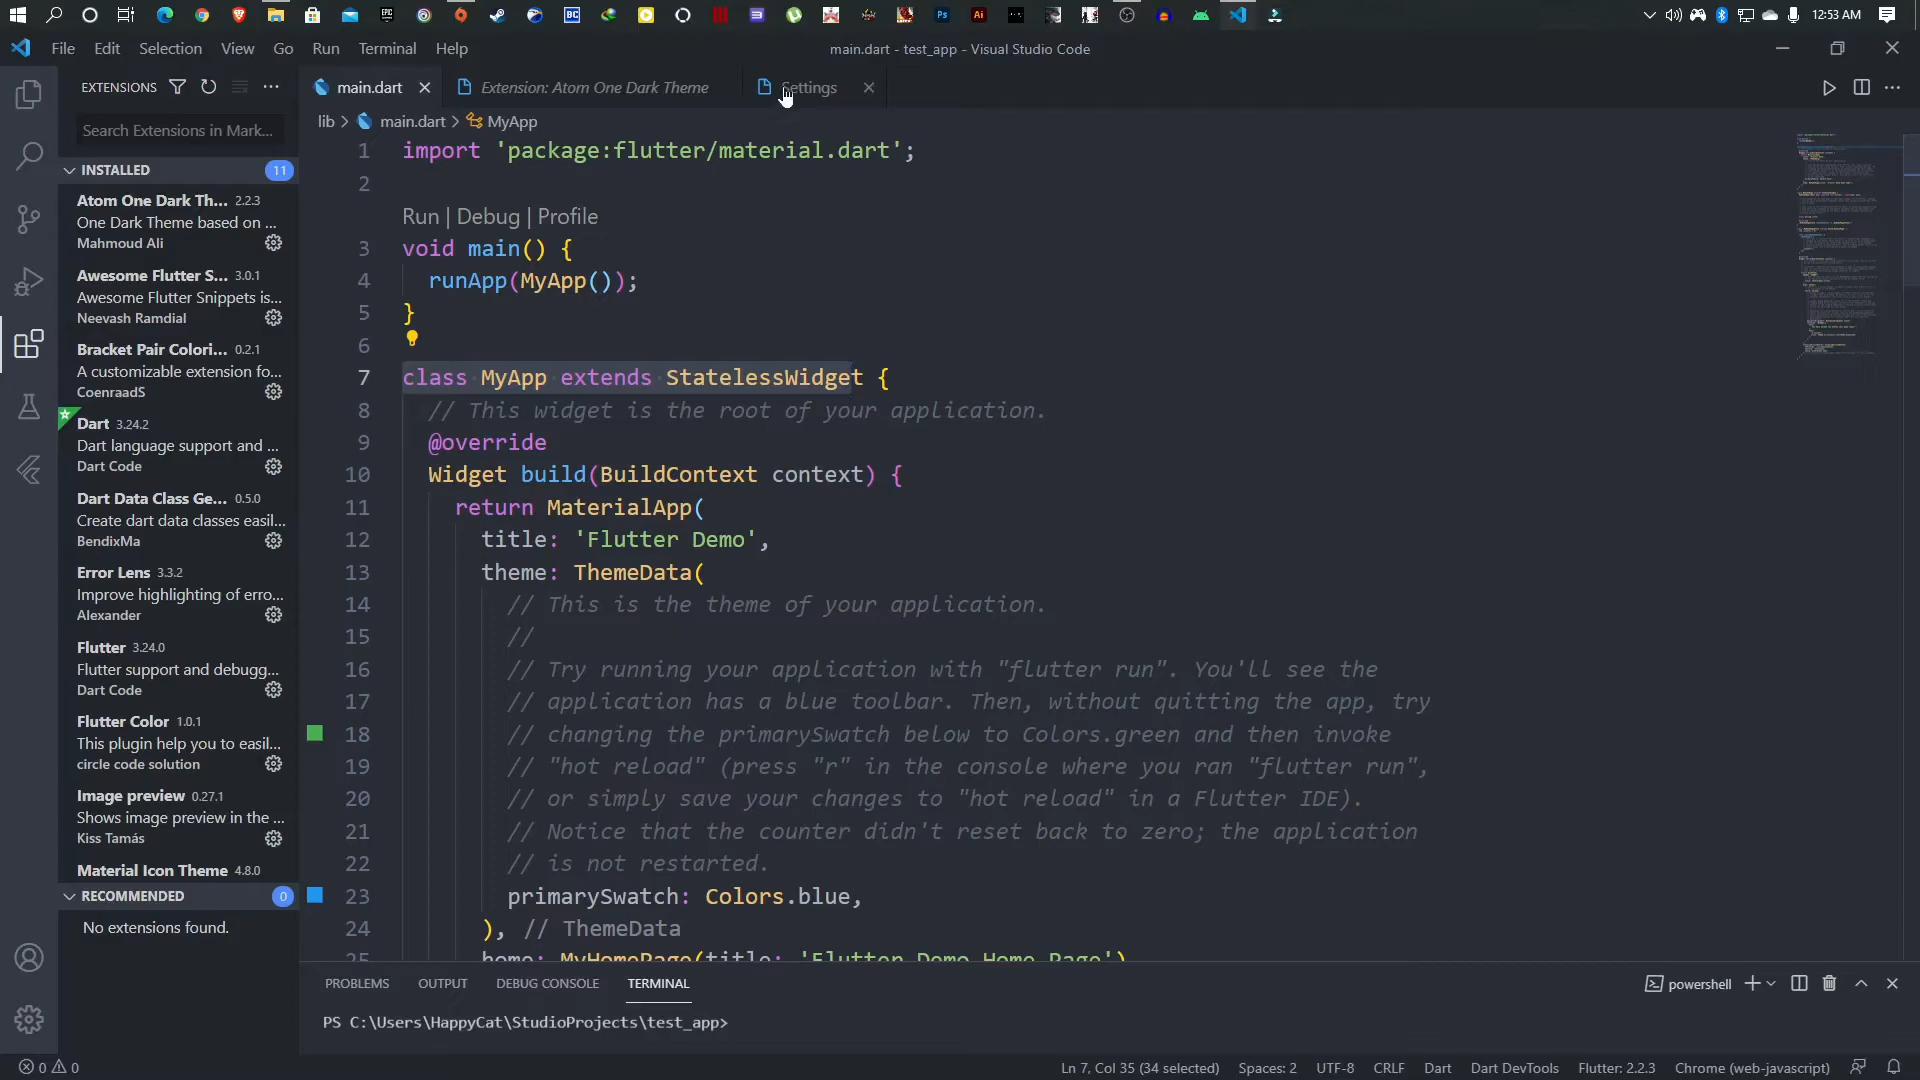 12:53 AM
File Edit Selection View Go Run Terminal Help
main.dart - test_app - Visual Studio Code
EXTENSIONS
main.dart
Extension: Atom One Dark Theme
Settings
Search Extensions in Mark...
lib > main.dart > MyApp
INSTALLED 11
Atom One Dark Th... 2.2.3
One Dark Theme based on ...
Mahmoud Ali
Awesome Flutter S... 3.0.1
Awesome Flutter Snippets is...
Neevash Ramdial
Bracket Pair Colori... 0.2.1
A customizable extension fo...
CoenraadS
Dart 3.24.2
Dart language support and ...
Dart Code
Dart Data Class Ge... 0.5.0
Create dart data classes easil...
BendixMa
Error Lens 3.3.2
Improve highlighting of erro...
Alexander
Flutter 3.24.0
Flutter support and debugg...
Dart Code
Flutter Color 1.0.1
This plugin help you to easil...
circle code solution
Image preview 0.27.1
Shows image preview in the ...
Kiss Tamás
Material Icon Theme 4.8.0
RECOMMENDED 0
No extensions found.
1 import 'package:flutter/material.dart';
2
Run | Debug | Profile
3 void main() {
4 runApp(MyApp());
5 }
6
7 class MyApp extends StatelessWidget {
8 // This widget is the root of your application.
9 @override
10 Widget build(BuildContext context) {
11 return MaterialApp(
12 title: 'Flutter Demo',
13 theme: ThemeData(
14 // This is the theme of your application.
15 //
16 // Try running your application with "flutter run". You'll see the
17 // application has a blue toolbar. Then, without quitting the app, try
18 // changing the primarySwatch below to Colors.green and then invoke
19 // "hot reload" (press "r" in the console where you ran "flutter run",
20 // or simply save your changes to "hot reload" in a Flutter IDE).
21 // Notice that the counter didn't reset back to zero; the application
22 // is not restarted.
23 primarySwatch: Colors.blue,
24 ), // ThemeData
25 home: MyHomePage(title: 'Flutter Demo Home Page')
PROBLEMS OUTPUT DEBUG CONSOLE TERMINAL
powershell
PS C:\Users\HappyCat\StudioProjects\test_app>
0 0
Ln 7, Col 35 (34 selected) Spaces: 2 UTF-8 CRLF Dart Dart DevTools Flutter: 2.2.3 Chrome (web-javascript)